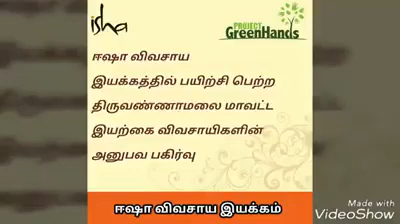 isha
PROJECT
GreenHands
ஈஷா விவசாய
இயக்கத்தில் பயிற்சி பெற்ற
திருவண்ணாமலை மாவட்ட
இயற்கை விவசாயிகளின்
அனுபவ பகிர்வு
ஈஷா விவசாய இயக்கம்
Made with
VideoShow